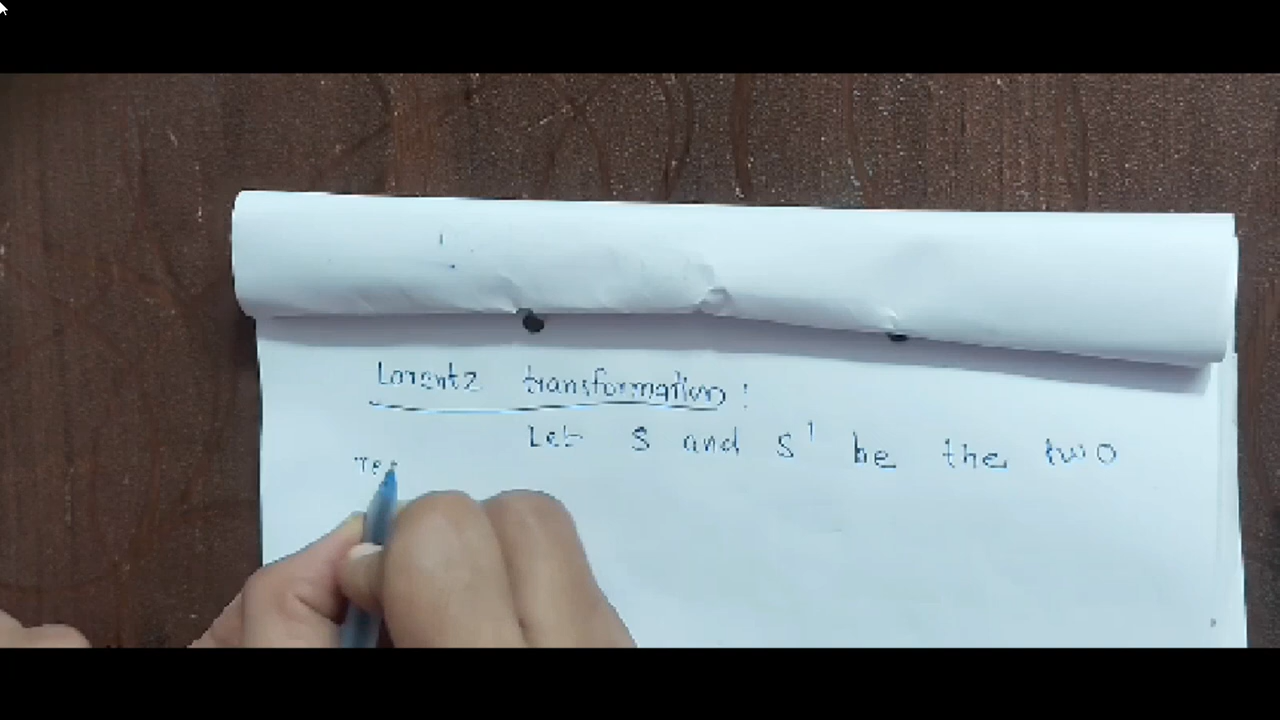 Lorentz transformation:
Let S and S' be the two